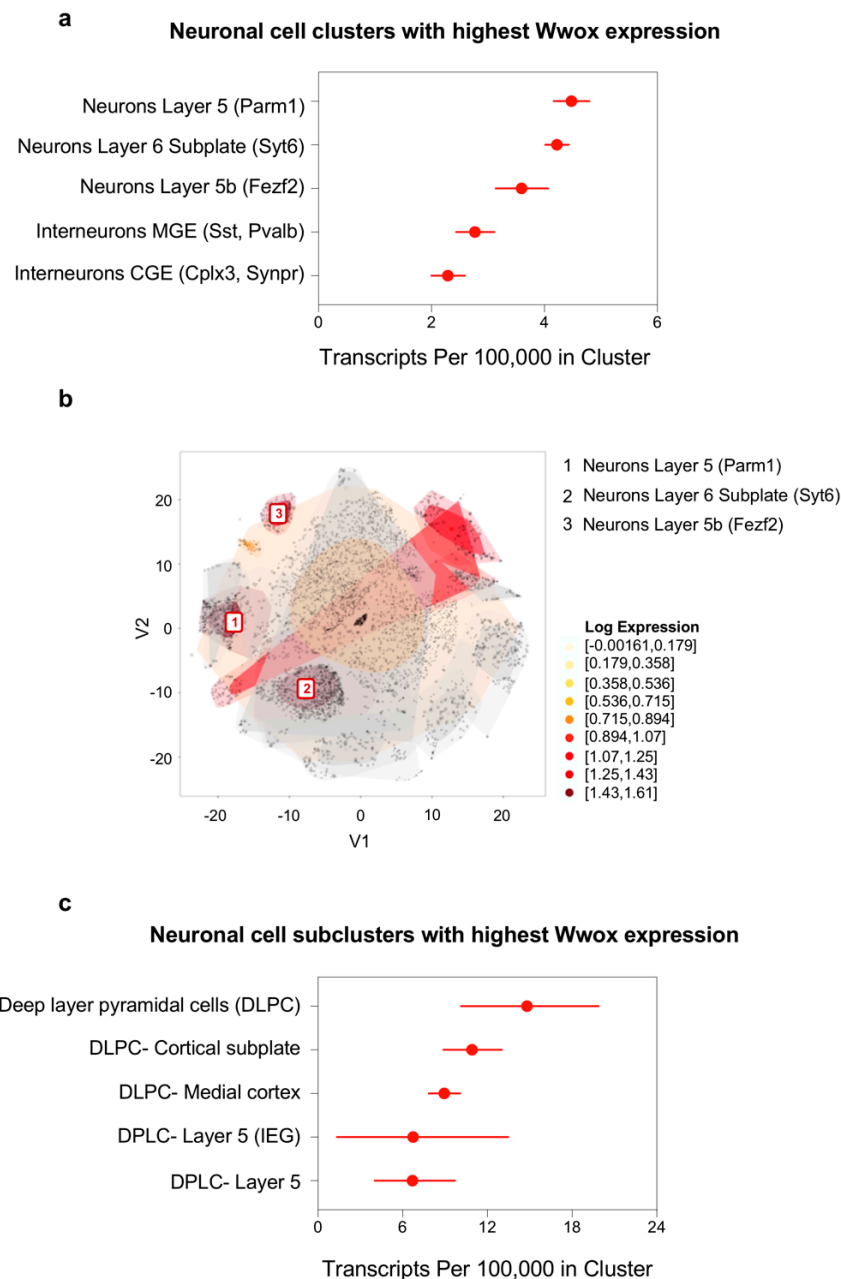 a
Neuronal cell clusters with highest Wwox expression
Neurons Layer 5 (Parm1)
Neurons Layer 6 Subplate (Syt6)
Neurons Layer 5b (Fezf2)
Interneurons MGE (Sst, Pvalb)
Interneurons CGE (Cplx3, Synpr)
0 2 4 6
Transcripts Per 100,000 in Cluster
b
1 Neurons Layer 5 (Parm1)
2 Neurons Layer 6 Subplate (Syt6)
3 Neurons Layer 5b (Fezf2)
20
10
0
-10
-20
V2
3
1
2
-20 -10 0 10 20
V1
Log Expression
[-0.00161,0.179]
[0.179,0.358]
[0.358,0.536]
[0.536,0.715]
[0.715,0.894]
[0.894,1.07]
[1.07,1.25]
[1.25,1.43]
[1.43,1.61]
c
Neuronal cell subclusters with highest Wwox expression
Deep layer pyramidal cells (DLPC)
DLPC- Cortical subplate
DLPC- Medial cortex
DPLC- Layer 5 (IEG)
DPLC- Layer 5
0 6 12 18 24
Transcripts Per 100,000 in Cluster